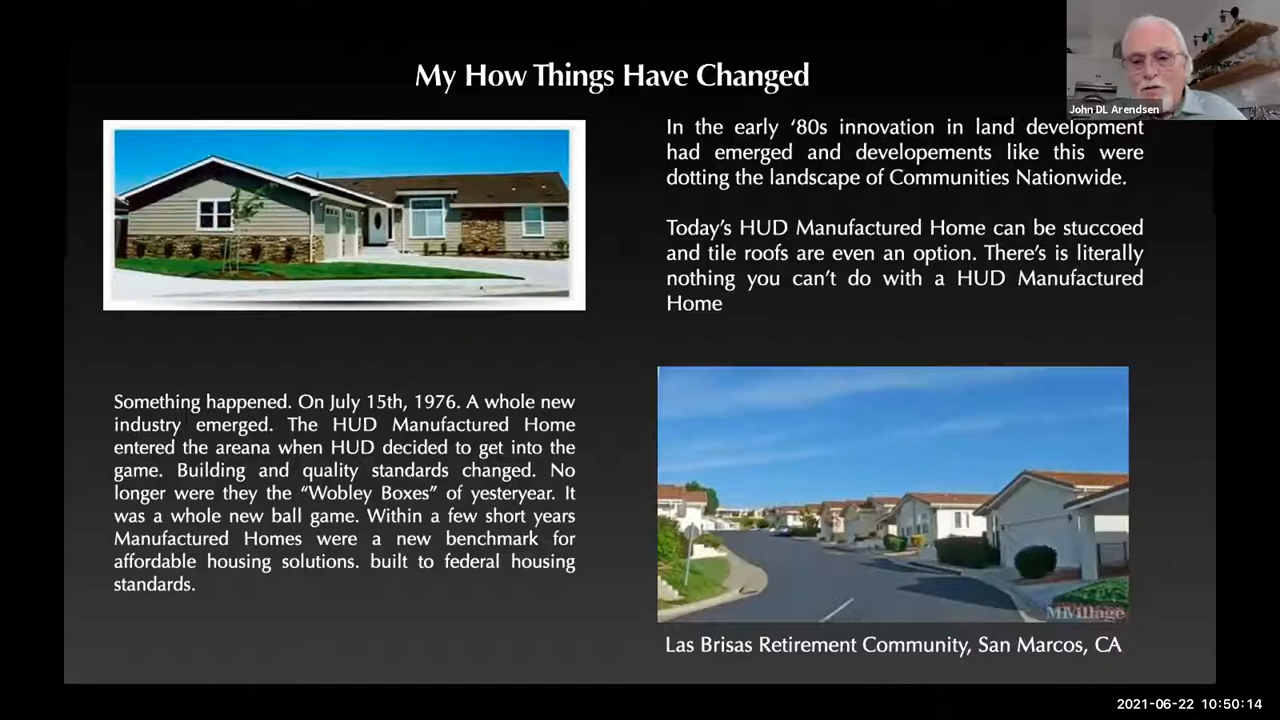 My How Things Have Changed
John DL Arendsen
In the early ‘80s innovation in land development
had emerged and developements like this were
dotting the landscape of Communities Nationwide.
Today’s HUD Manufactured Home can be stuccoed
and tile roofs are even an option. There’s is literally
nothing you can’t do with a HUD Manufactured
Home
Something happened. On July 15th, 1976. A whole new
industry emerged. The HUD Manufactured Home
entered the areana when HUD decided to get into the
game. Building and quality standards changed. No
longer were they the “Wobley Boxes” of yesteryear. It
was a whole new ball game. Within a few short years
Manufactured Homes were a new benchmark for
affordable housing solutions. built to federal housing
standards.
MHVillage
Las Brisas Retirement Community, San Marcos, CA
2021-06-22 10:50:14